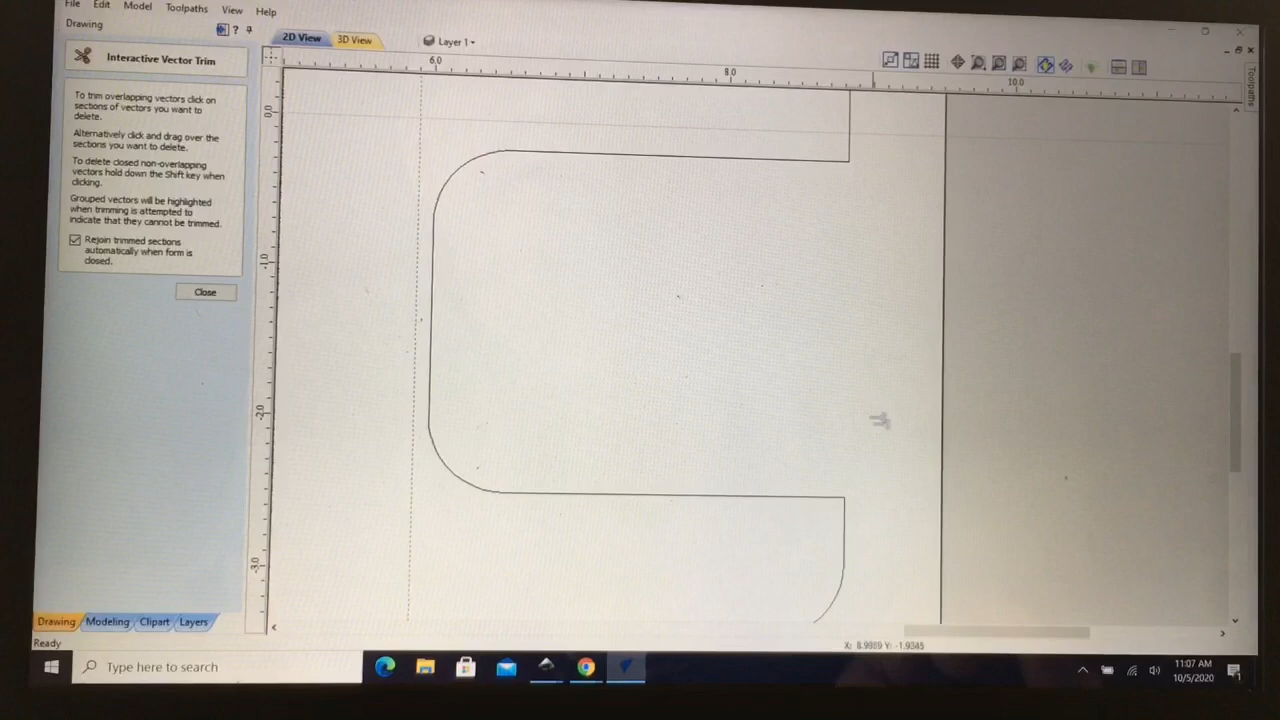 File Edit Model Toolpaths View Help
Drawing
?
2D View 3D View Layer 1
Interactive Vector Trim
6.0 8.0 10.0
Toolpaths
To trim overlapping vectors click on
sections of vectors you want to
delete.
Alternatively click and drag over the
sections you want to delete.
To delete closed non-overlapping
vectors hold down the Shift key when
clicking.
Grouped vectors will be highlighted
when trimming is attempted to
indicate that they cannot be trimmed.
Rejoin trimmed sections
automatically when form is
closed.
Close
0.0
-1.0
-2.0
-3.0
Drawing Modeling Clipart Layers
Ready
X: 8.9989 Y: -1.9345
Type here to search
11:07 AM
10/5/2020